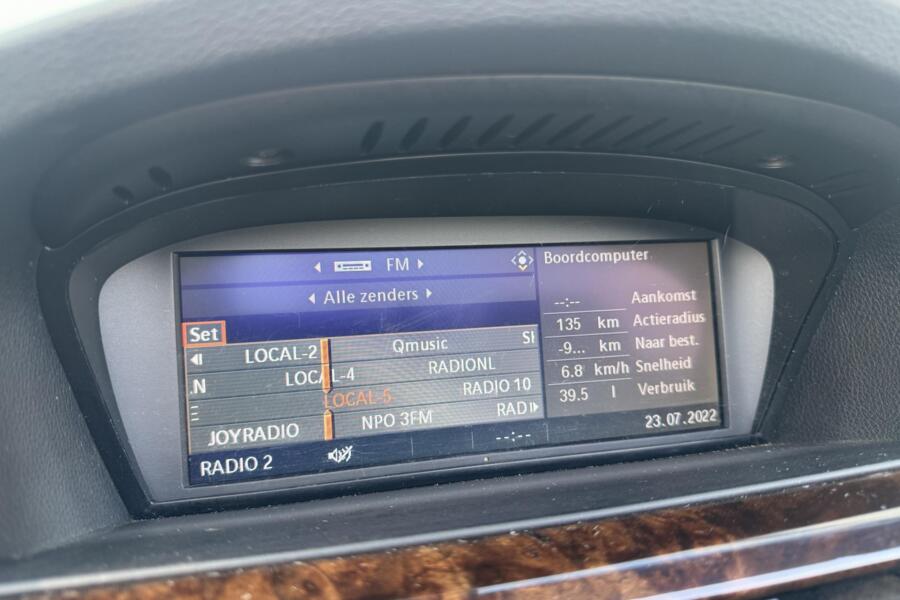 FM
Alle zenders
Set
LOCAL-2 Qmusic
.N LOCAL-4 RADIONL
LOCAL-5 RADIO 10
JOYRADIO NPO 3FM RAD
RADIO 2 --:--
Boordcomputer
--:-- Aankomst
135 km Actieradius
-9... km Naar best.
6.8 km/h Snelheid
39.5 l Verbruik
23.07.2022